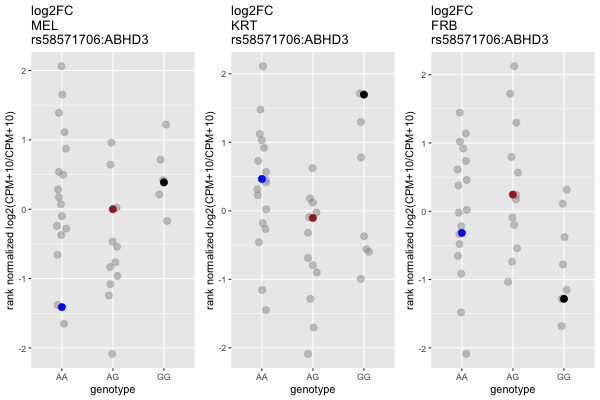 log2FC
MEL
rs58571706:ABHD3
rank normalized log2(CPM+10/CPM+10)
2
1
0
-1
-2
AA
AG
GG
genotype
log2FC
KRT
rs58571706:ABHD3
rank normalized log2(CPM+10/CPM+10)
2
1
0
-1
-2
AA
AG
GG
genotype
log2FC
FRB
rs58571706:ABHD3
rank normalized log2(CPM+10/CPM+10)
2
1
0
-1
-2
AA
AG
GG
genotype